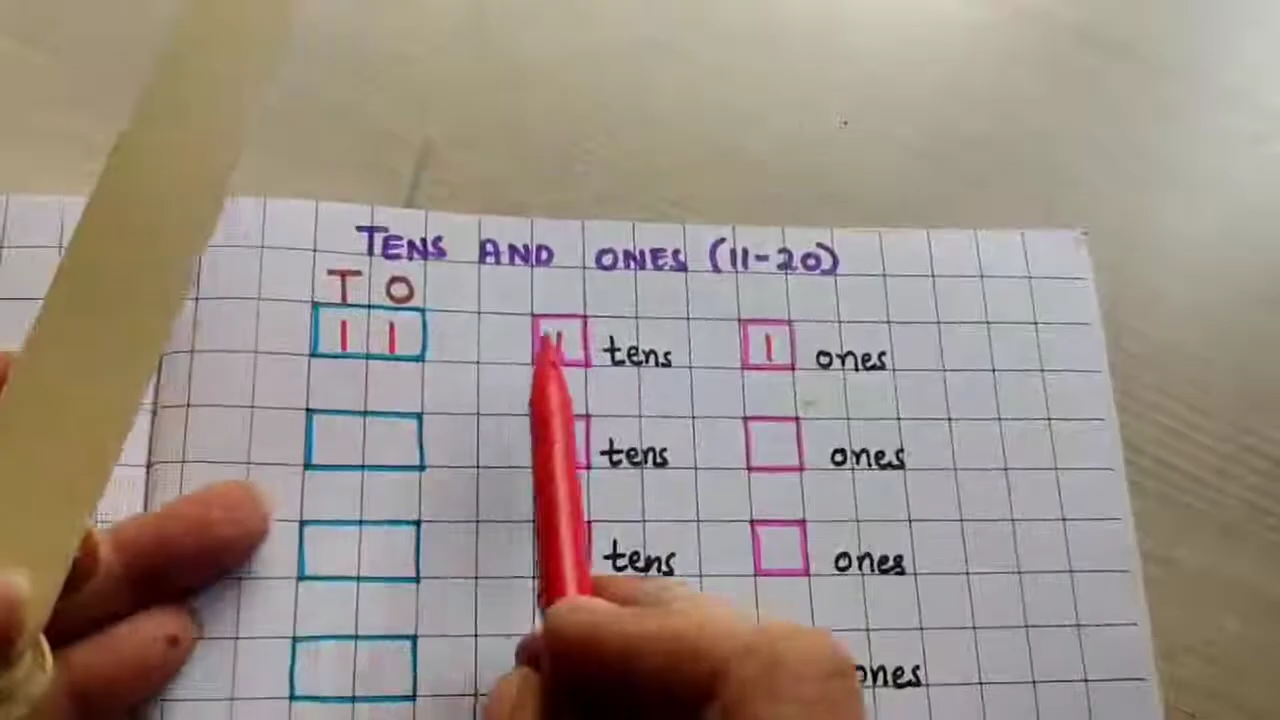 TENS AND ONES (11-20)
T O
1 1 tens 1 ones
tens ones
tens ones
ones